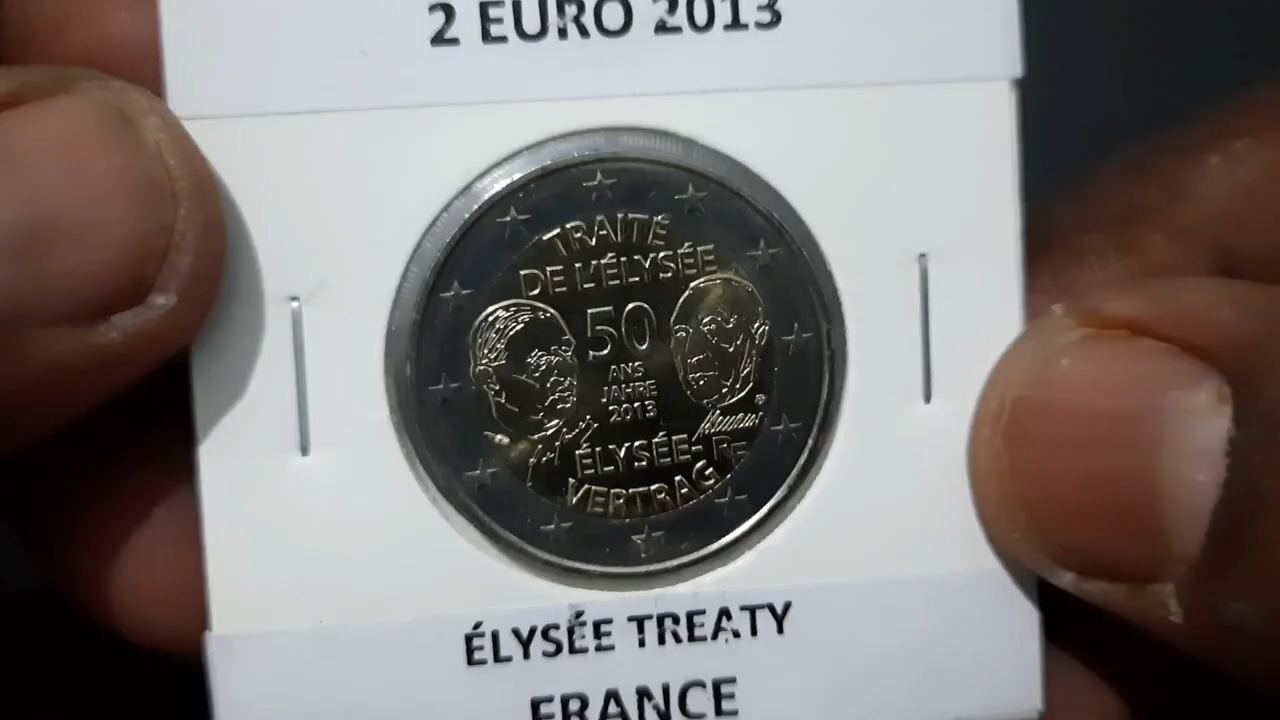 2 EURO 2013
TRAITÉ
DE L'ÉLYSÉE
50
ANS
JAHRE
2013
ÉLYSÉE-
RF
VERTRAG
ÉLYSÉE TREATY
FRANCE